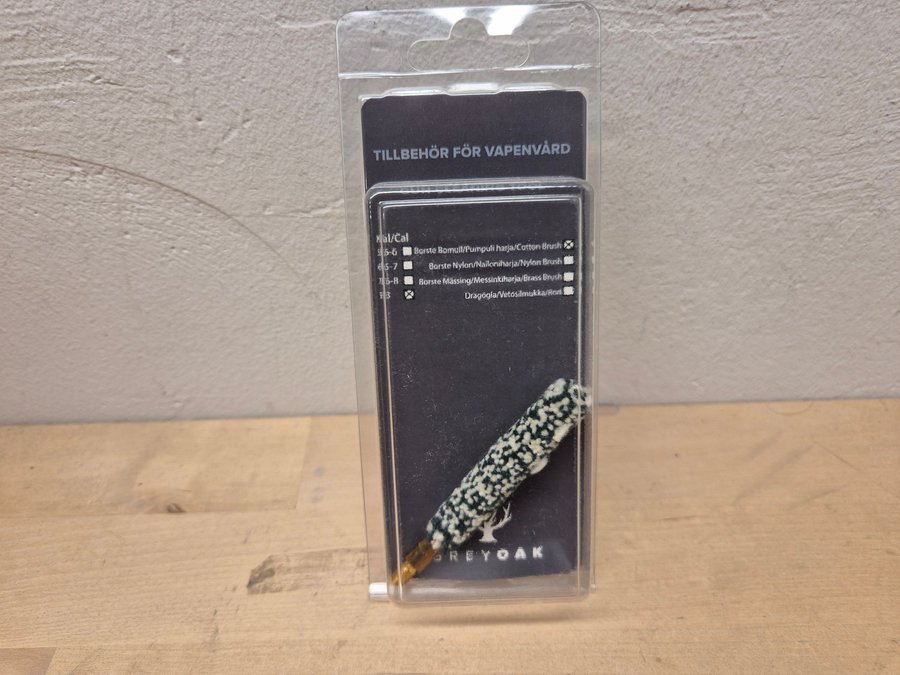 TILLBEHÖR FÖR VAPENVÅRD
Kal/Cal
Borste Bomull/Pumpuli harja/Cotton Brush
Borste Nylon/Nailoniharja/Nylon Brush
Borste Mässing/Messinkiharja/Brass Brush
Dragögla/Vetosilmukka/Rod
GREYOAK